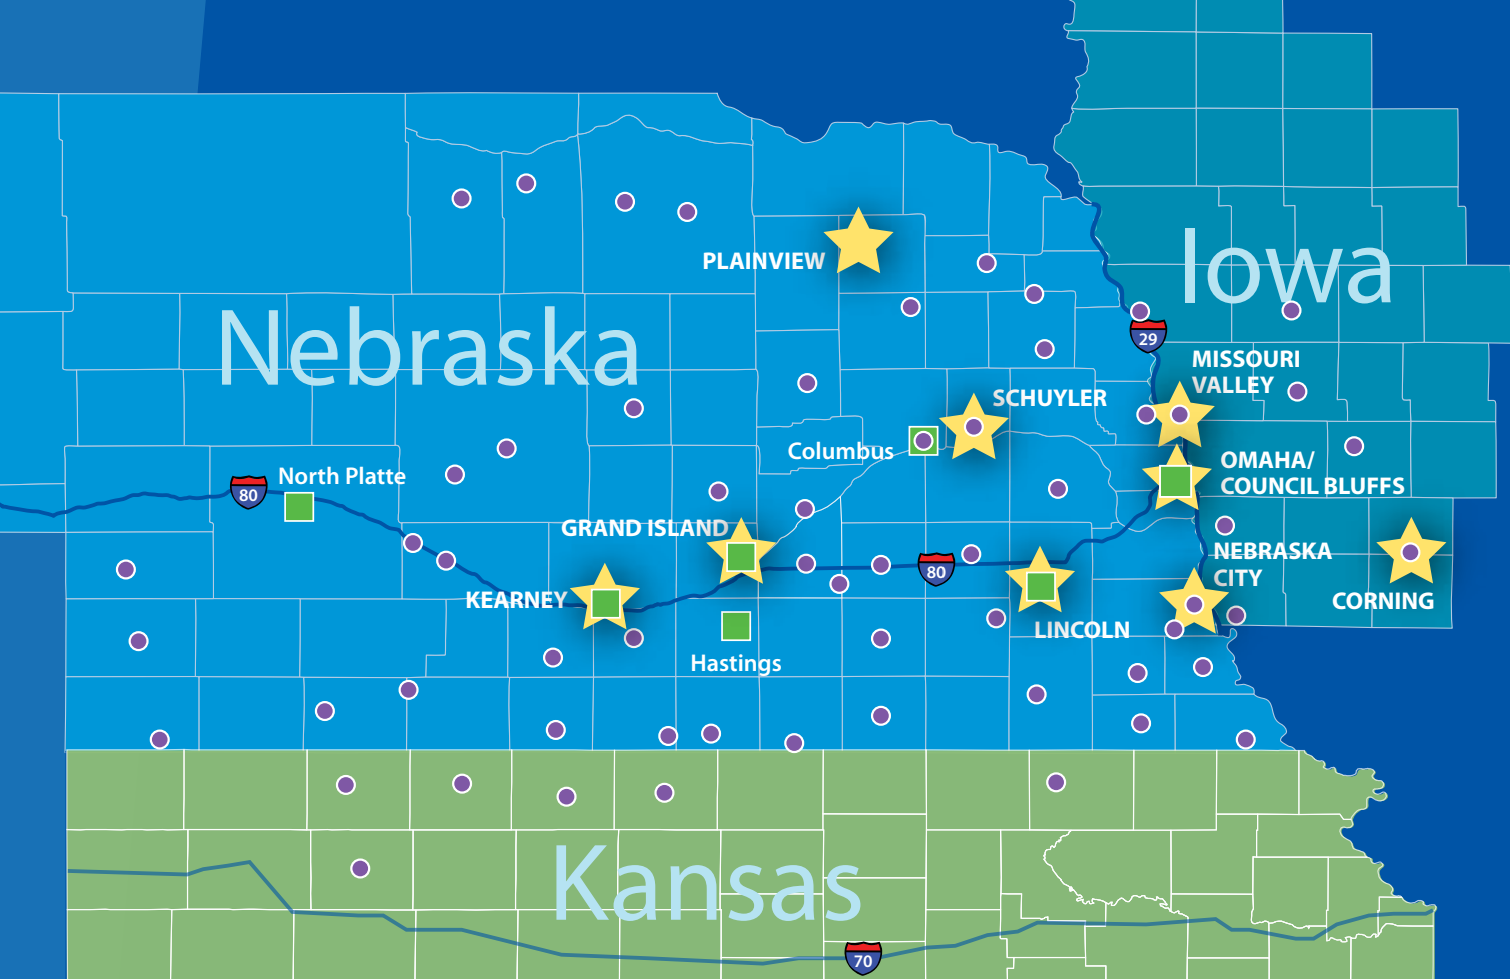 Iowa
PLAINVIEW
Nebraska
29
MISSOURI
VALLEY
SCHUYLER
Columbus
OMAHA/
COUNCIL BLUFFS
North Platte
80
GRAND ISLAND
NEBRASKA
CITY
80
KEARNEY
CORNING
LINCOLN
Hastings
Kansas
70